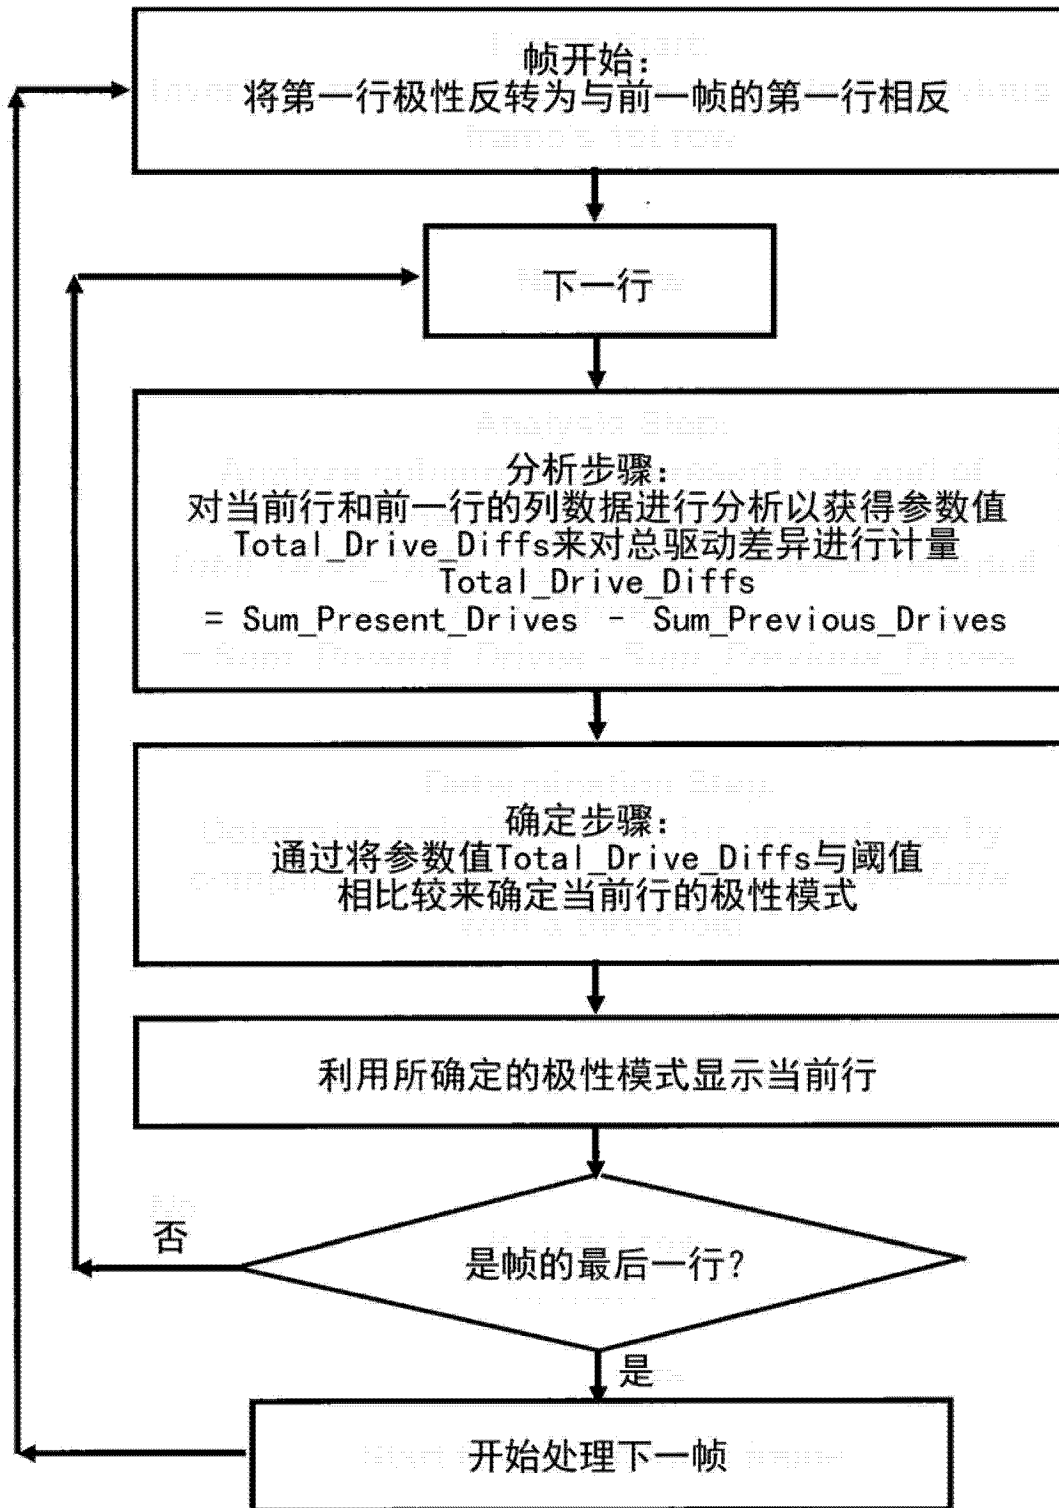 帧开始：
将第一行极性反转为与前一帧的第一行相反
下一行
分析步骤：
对当前行和前一行的列数据进行分析以获得参数值
Total_Drive_Diffs来对总驱动差异进行计量
Total_Drive_Diffs
= Sum_Present_Drives - Sum_Previous_Drives
确定步骤：
通过将参数值Total_Drive_Diffs与阈值
相比较来确定当前行的极性模式
利用所确定的极性模式显示当前行
否
是帧的最后一行？
是
开始处理下一帧